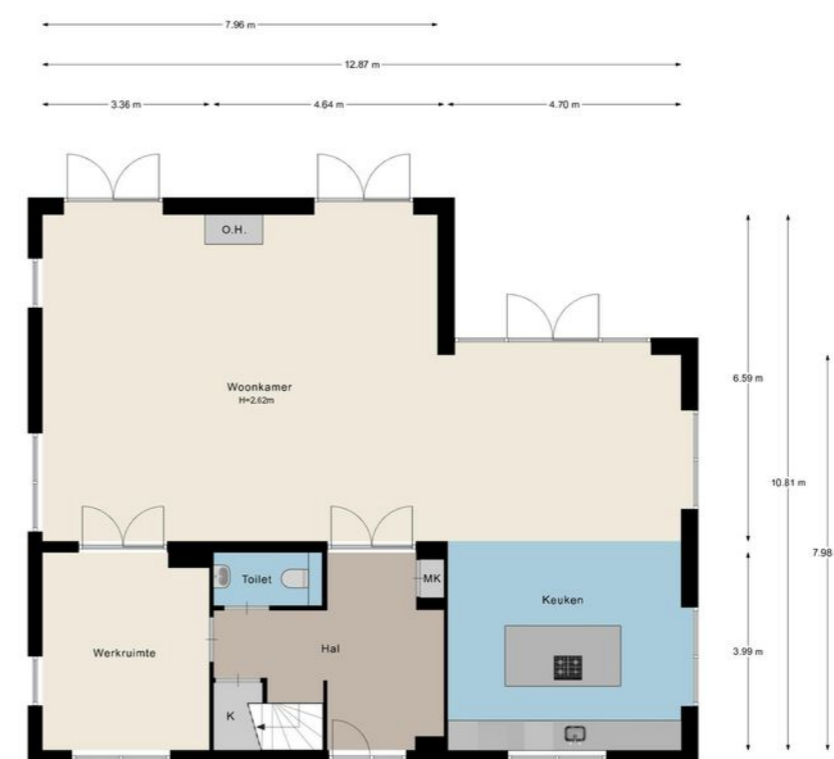 7.96 m
12.87 m
3.36 m
4.64 m
4.70 m
O.H.
Woonkamer
H=2.62m
6.59 m
10.81 m
7.98
Toilet
MK
Keuken
Werkruimte
Hal
3.99 m
K